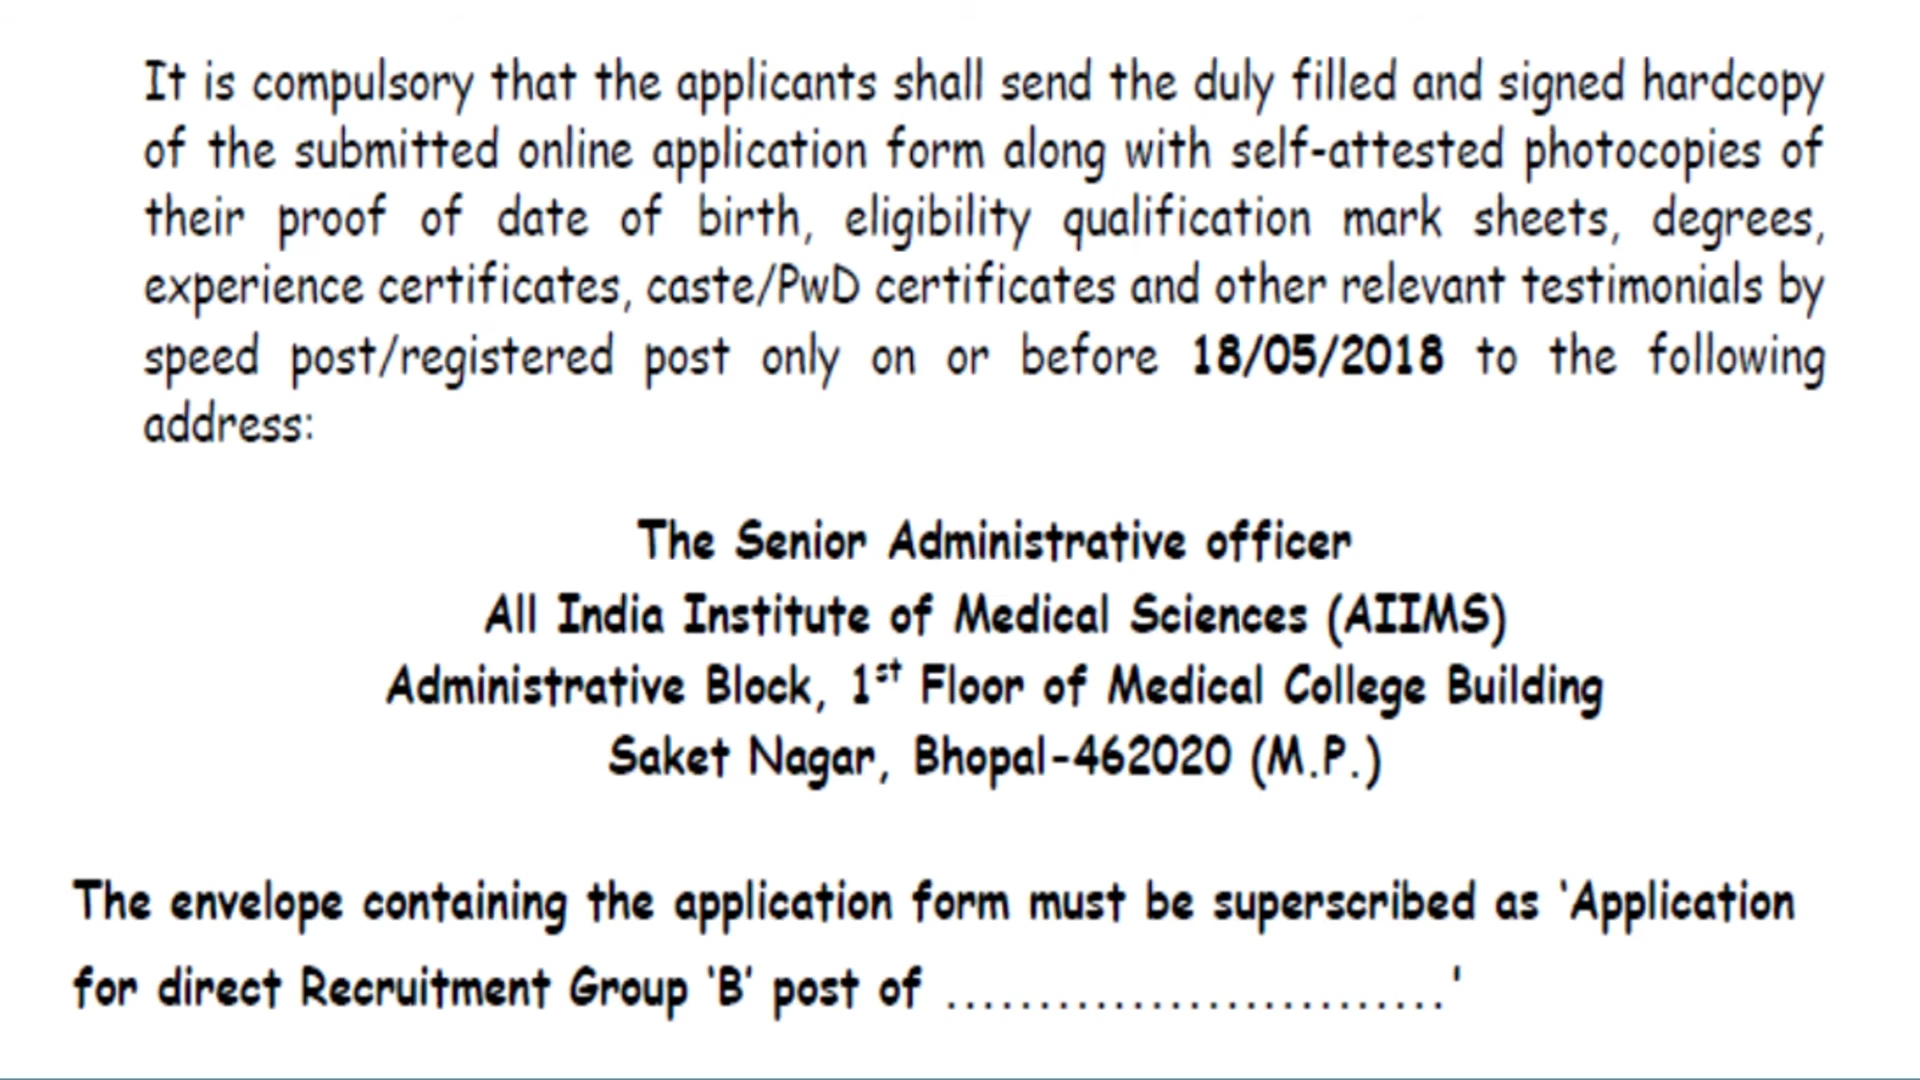 It is compulsory that the applicants shall send the duly filled and signed hardcopy
of the submitted online application form along with self-attested photocopies of
their proof of date of birth, eligibility qualification mark sheets, degrees,
experience certificates, caste/PwD certificates and other relevant testimonials by
speed post/registered post only on or before 18/05/2018 to the following
address:
The Senior Administrative officer
All India Institute of Medical Sciences (AIIMS)
Administrative Block, 1st Floor of Medical College Building
Saket Nagar, Bhopal-462020 (M.P.)
The envelope containing the application form must be superscribed as ‘Application
for direct Recruitment Group ‘B’ post of ...........................'